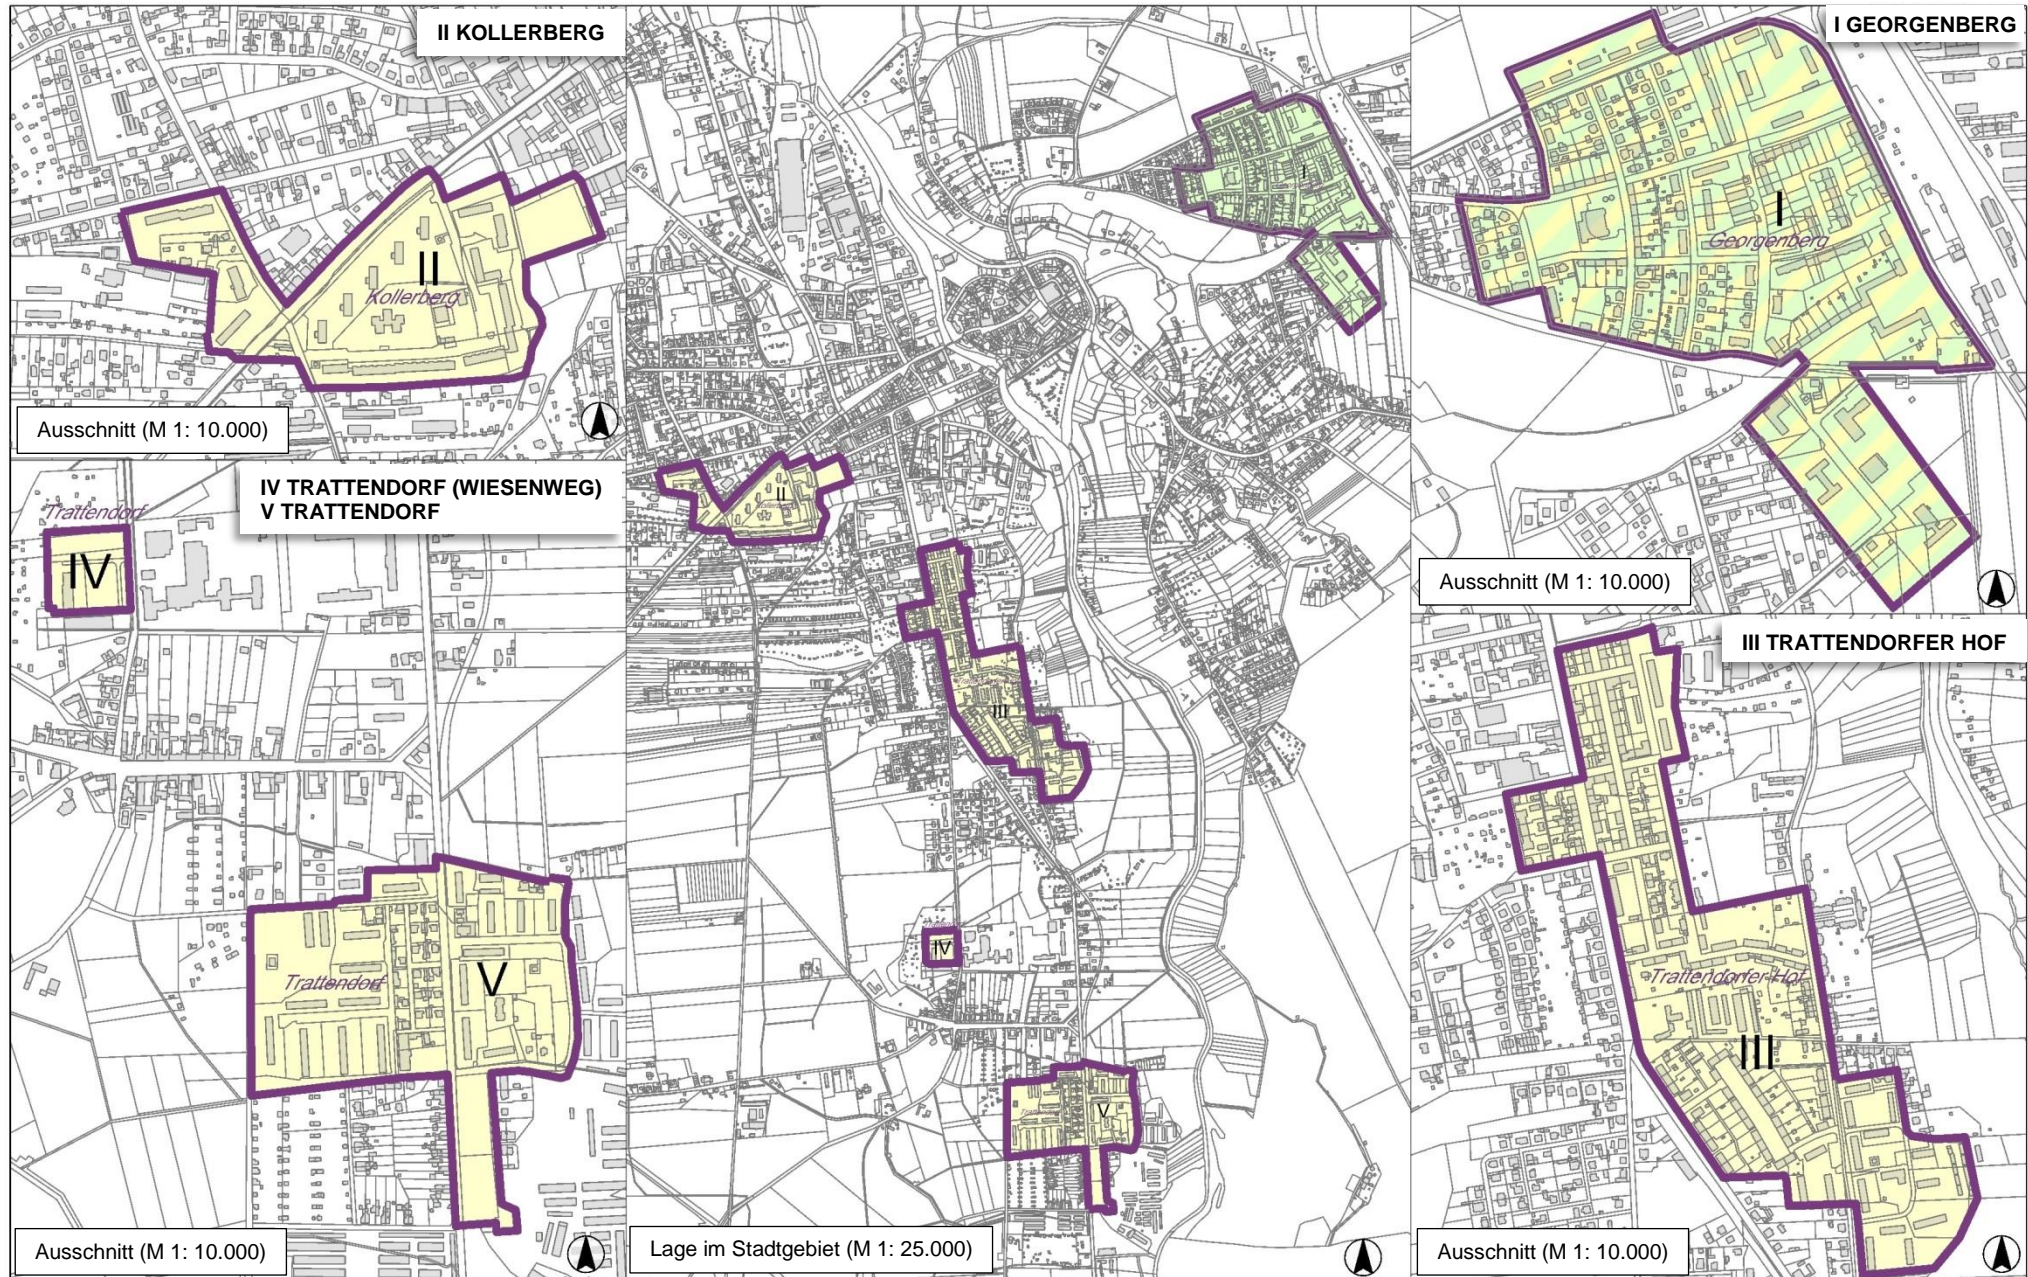 II KOLLERBERG
II
Kollerberg
Ausschnitt (M 1: 10.000)
IV TRATTENDORF (WIESENWEG)
V TRATTENDORF
Trattendorf
IV
Trattendorf
V
Ausschnitt (M 1: 10.000)
I
II
Kollerberg
III
IV
Trattendorf
V
Lage im Stadtgebiet (M 1: 25.000)
I GEORGENBERG
I
Georgenberg
Ausschnitt (M 1: 10.000)
III TRATTENDORFER HOF
Trattendorfer Hof
III
Ausschnitt (M 1: 10.000)